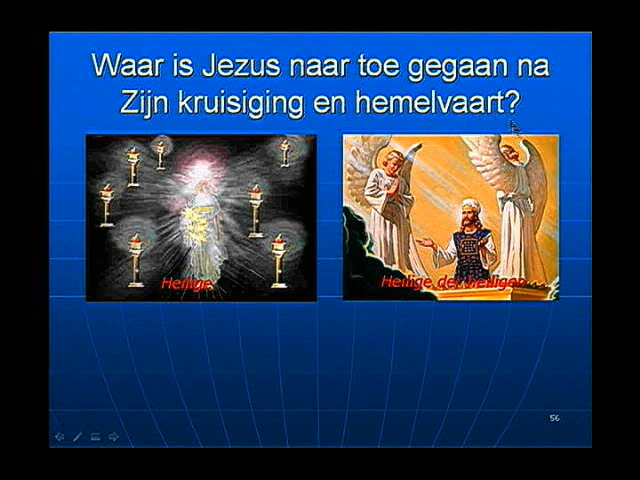 Waar is Jezus naar toe gegaan na
Zijn kruisiging en hemelvaart?
Heilige
Heilige der heiligen
56